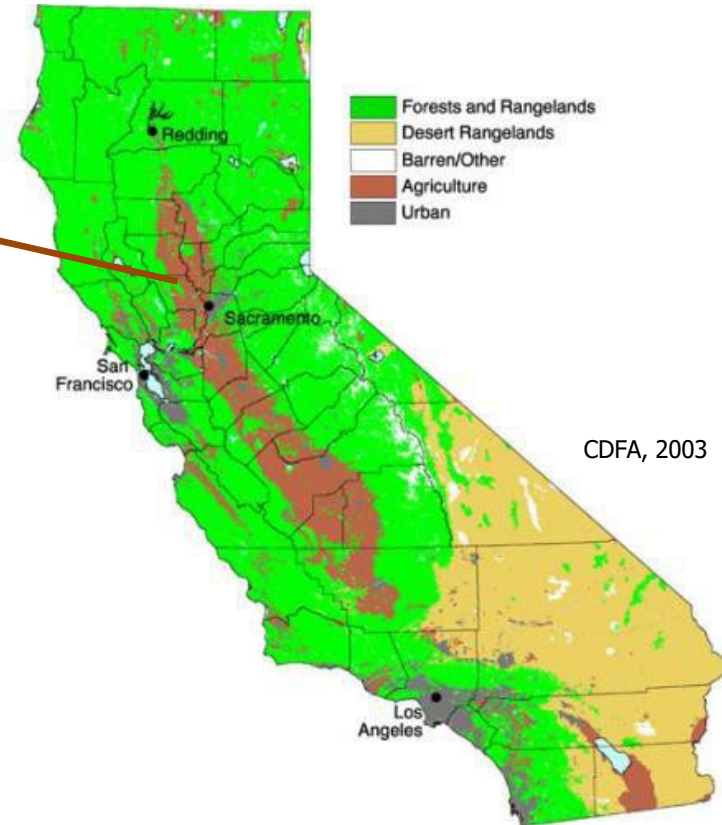 Forests and Rangelands
Desert Rangelands
Barren/Other
Agriculture
Urban
Redding
Sacramento
San
Francisco
CDFA, 2003
Los
Angeles